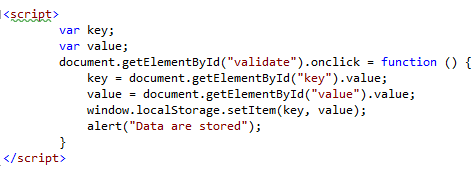 <script>
var key;
var value;
document.getElementById("validate").onclick = function () {
key = document.getElementById("key").value;
value = document.getElementById("value").value;
window.localStorage.setItem(key, value);
alert("Data are stored");
}
</script>